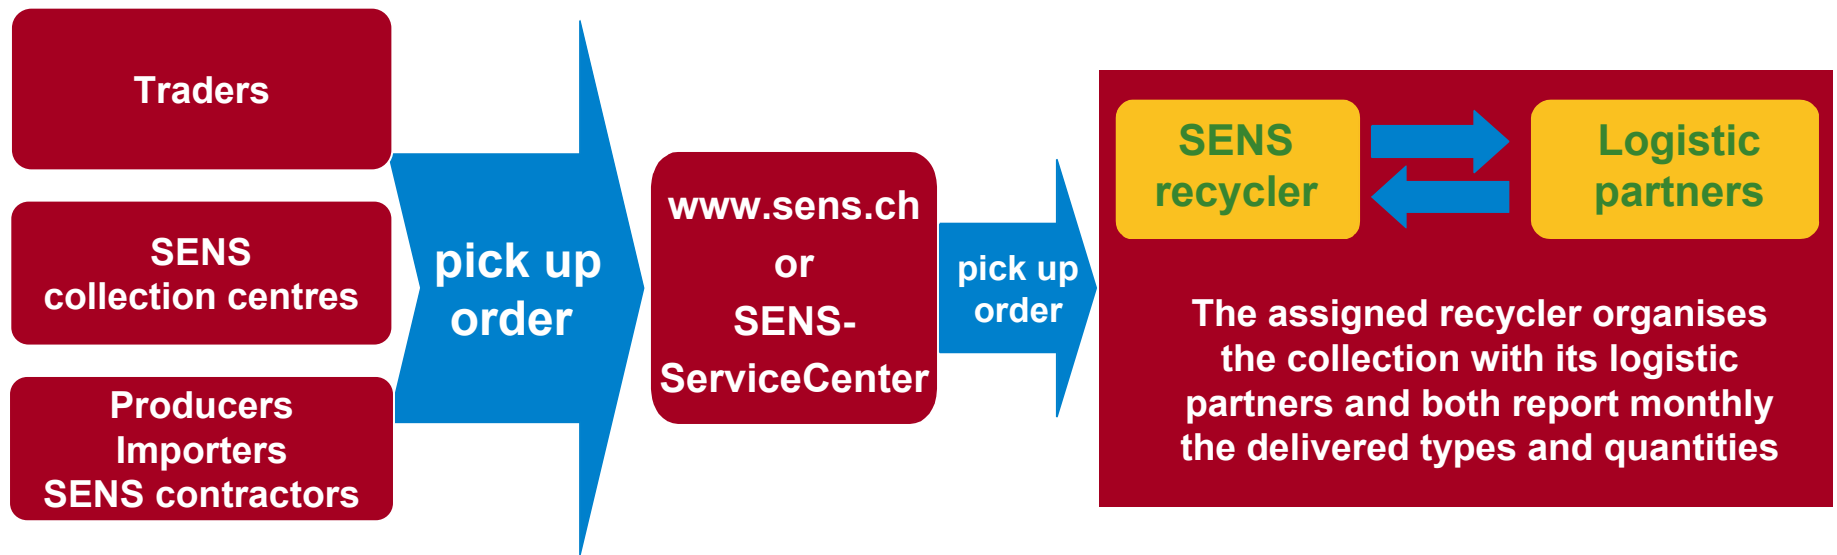 Traders
SENS
collection centres
Producers
Importers
SENS contractors
pick up
order
www.sens.ch
or
SENS-
ServiceCenter
pick up
order
SENS
recycler
Logistic
partners
The assigned recycler organises
the collection with its logistic
partners and both report monthly
the delivered types and quantities